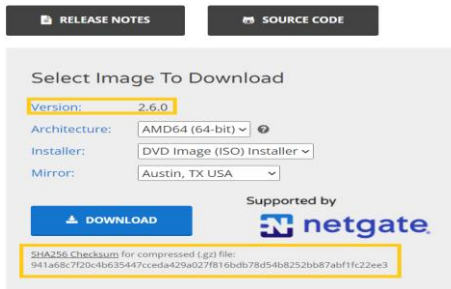 RELEASE NOTES
SOURCE CODE
Select Image To Download
Version: 2.6.0
Architecture: AMD64 (64-bit)
Installer: DVD Image (ISO) Installer
Mirror: Austin, TX USA
Supported by
DOWNLOAD
netgate
SHA256 Checksum for compressed (.gz) file:
941a68c7f20c4b635447cceda429a027f816bdb78d54b8252bb87abf1fc22ee3